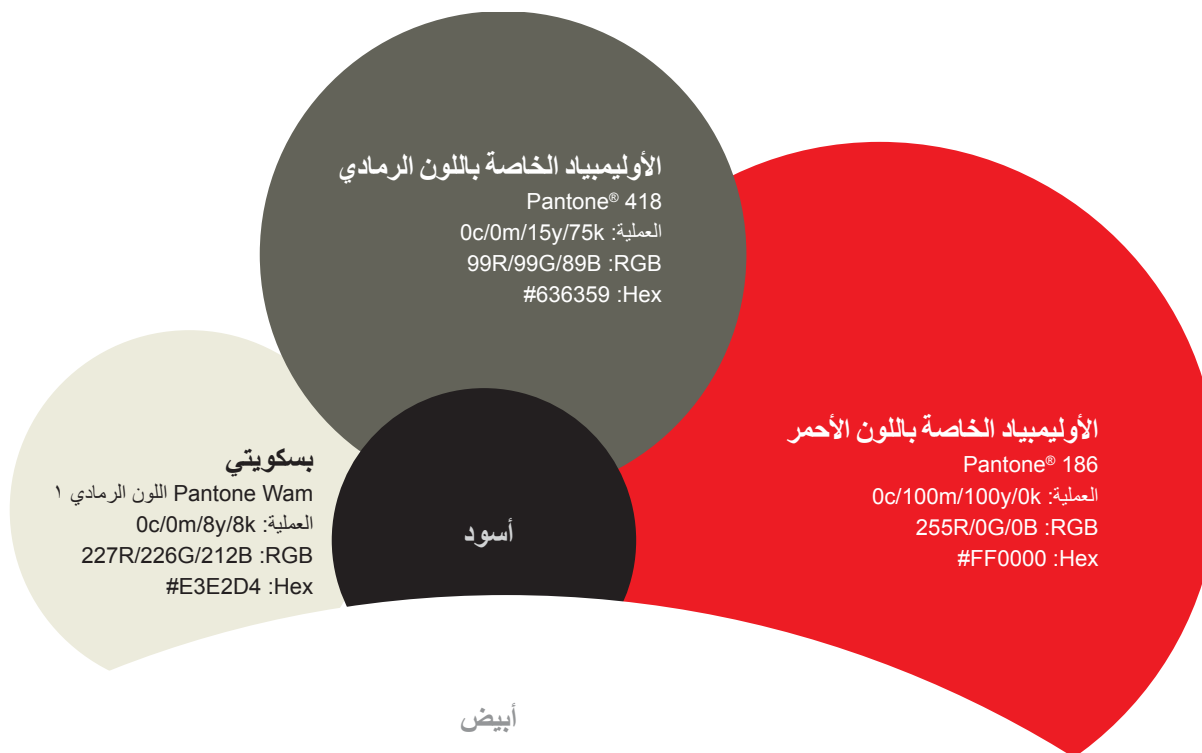 الأوليمبياد الخاصة باللون الرمادي
Pantone® 418
العملية: 0c/0m/15y/75k
99R/99G/89B :RGB
#636359 :Hex
الأوليمبياد الخاصة باللون الأحمر
Pantone® 186
العملية: 0c/100m/100y/0k
255R/0G/0B :RGB
#FF0000 :Hex
بسكويتي
Pantone Wam اللون الرمادي ١
العملية: 0c/0m/8y/8k
227R/226G/212B :RGB
#E3E2D4 :Hex
أسود
أبيض